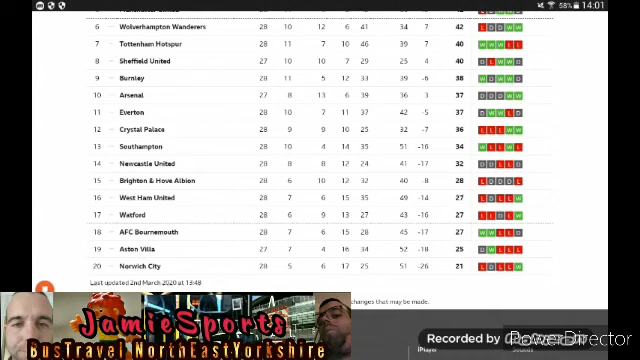 58% 14:01
6 Wolverhampton Wanderers 28 10 12 6 41 34 7 42 L D D W W
7 Tottenham Hotspur 28 11 7 10 46 39 7 40 W W W L L
8 Sheffield United 27 10 10 7 29 25 4 40 D L W W D
9 Burnley 28 11 5 12 33 39 -6 38 W D W W D
10 Arsenal 27 8 13 6 39 36 3 37 D D D W W
11 Everton 28 10 7 11 37 42 -5 37 D W W L D
12 Crystal Palace 28 9 9 10 25 32 -7 36 L L L W W
13 Southampton 28 10 4 14 35 51 -16 34 W L L W L
14 Newcastle United 28 8 8 12 24 41 -17 32 D D L L D
15 Brighton & Hove Albion 28 6 10 12 32 40 -8 28 L D D D L
16 West Ham United 28 7 6 15 35 49 -14 27 L D L L W
17 Watford 28 6 9 13 27 43 -16 27 L L D L W
18 AFC Bournemouth 28 7 6 15 28 45 -17 27 W W L L D
19 Aston Villa 27 7 4 16 34 52 -18 25 D W L L L
20 Norwich City 28 5 6 17 25 51 -26 21 L D L L W
Last updated 2nd March 2020 at 13:48
changes that may be made.
JamieSports
BusTravel NorthEastYorkshire
Recorded by
PowerDirector
iPlayer Sounds